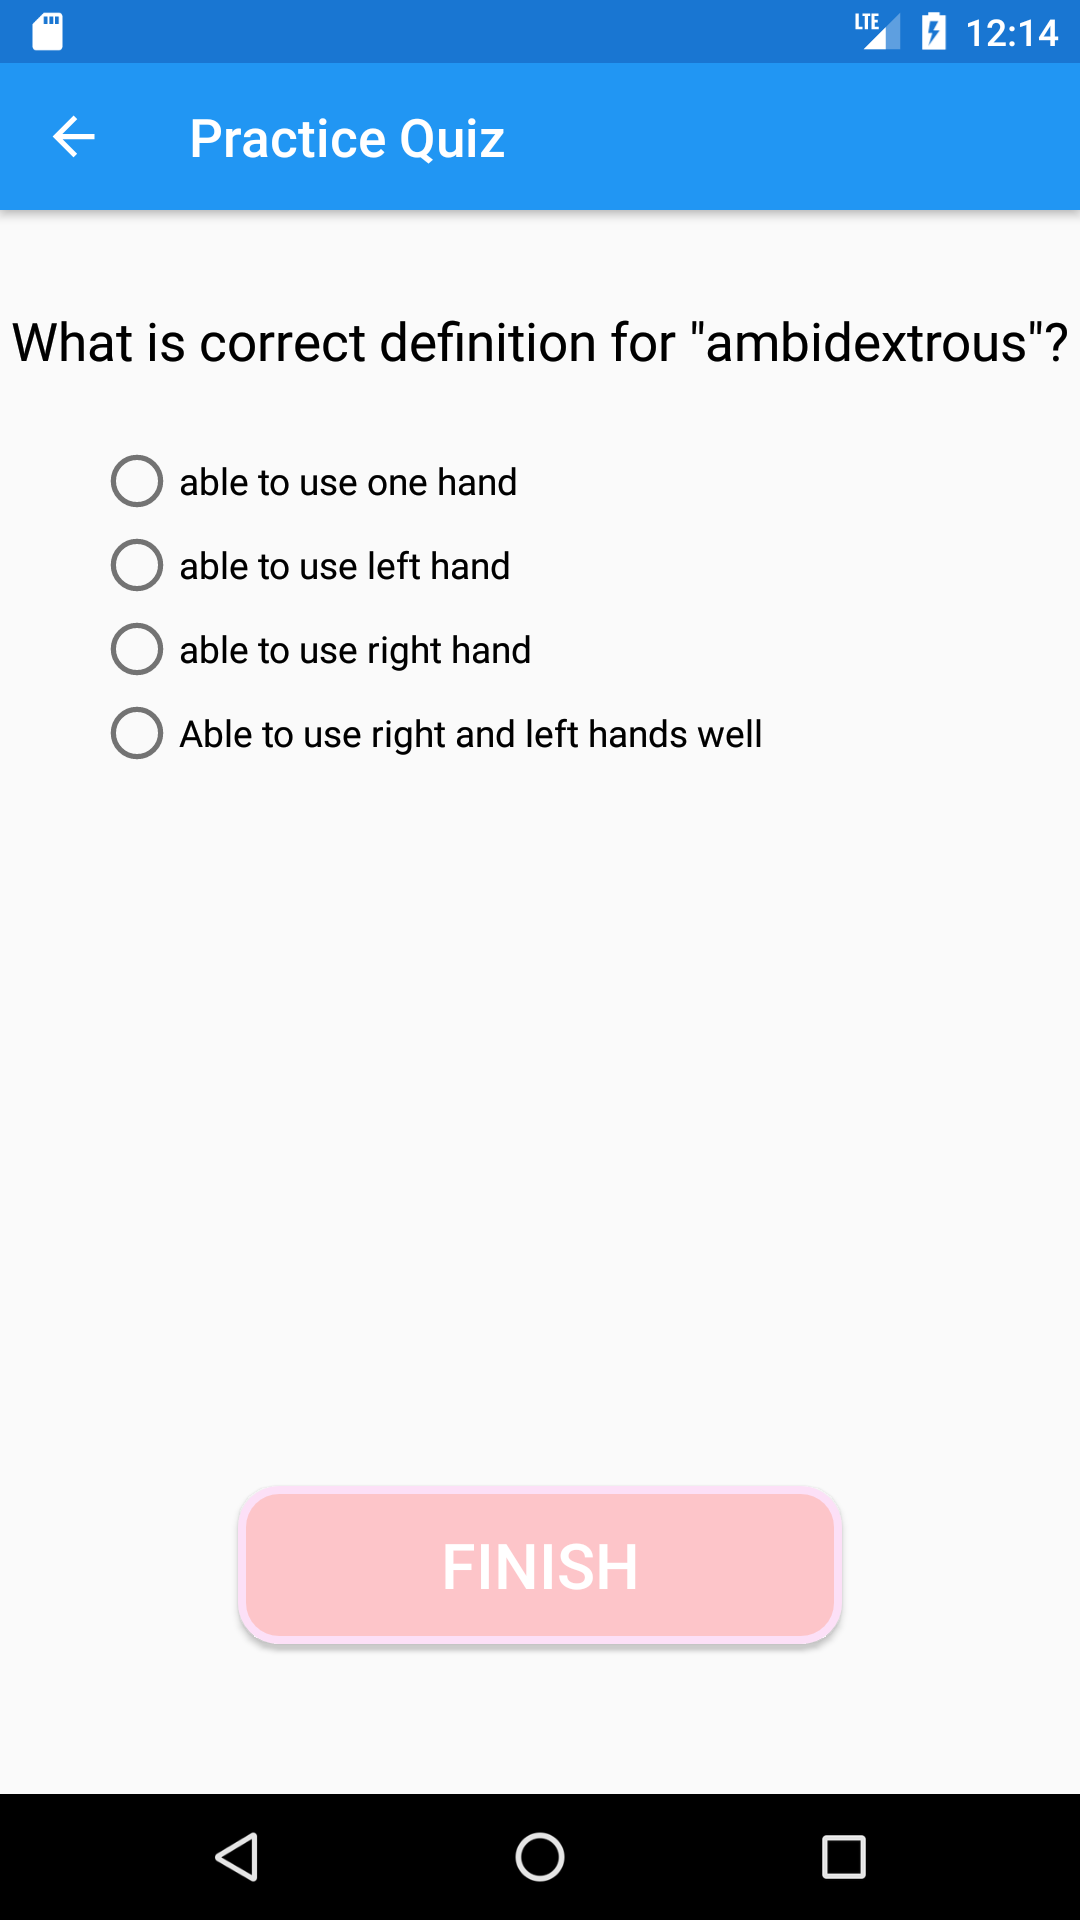 LTE 12:14
Practice Quiz
What is correct definition for "ambidextrous"?
able to use one hand
able to use left hand
able to use right hand
Able to use right and left hands well
FINISH